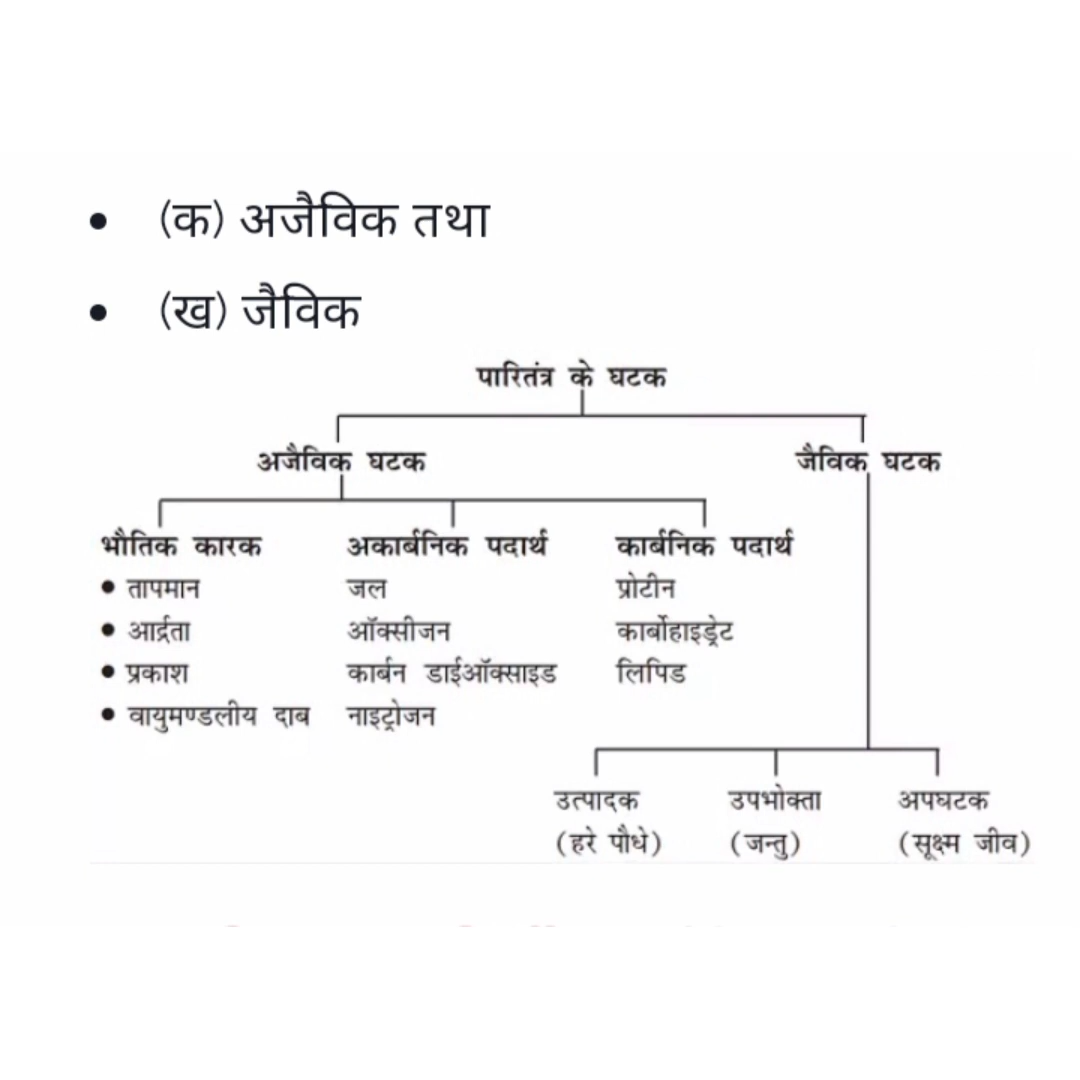 • (क) अजैविक तथा
• (ख) जैविक
पारितंत्र के घटक
अजैविक घटक जैविक घटक
भौतिक कारक अकार्बनिक पदार्थ कार्बनिक पदार्थ
• तापमान जल प्रोटीन
• आर्द्रता ऑक्सीजन कार्बोहाइड्रेट
• प्रकाश कार्बन डाईऑक्साइड लिपिड
• वायुमण्डलीय दाब नाइट्रोजन
उत्पादक उपभोक्ता अपघटक
(हरे पौधे) (जन्तु) (सूक्ष्म जीव)